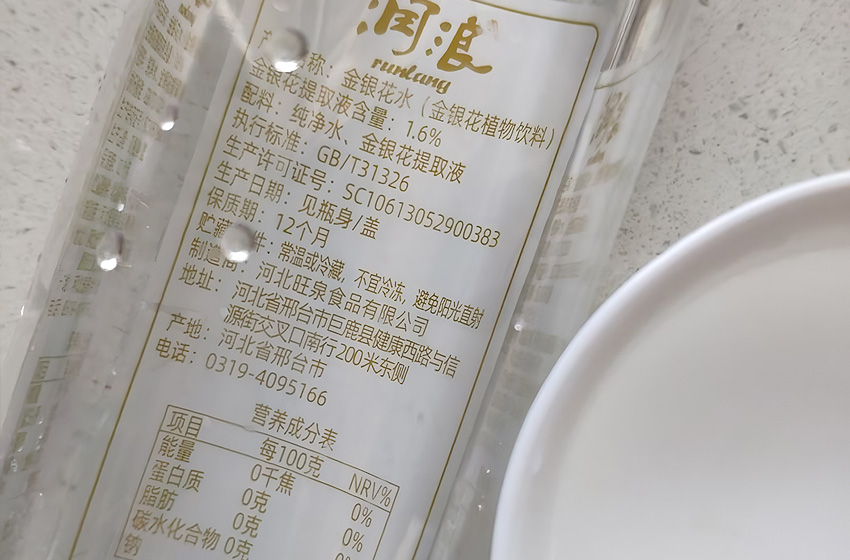 润浪
runlang
产 称：金银花水（金银花植物饮料）
金银花提取液含量：1.6%
配料：纯净水、金银花提取液
执行标准：GB/T31326
生产许可证号：SC10613052900383
生产日期：见瓶身/盖
保质期：12个月
贮藏 件：常温或冷藏，不宜冷冻，避免阳光直射
制造商：河北旺泉食品有限公司
地址：河北省邢台市巨鹿县健康西路与信
源街交叉口南行200米东侧
产地：河北省邢台市
电话：0319-4095166
营养成分表
项目 每100克 NRV%
能量 0千焦 0%
蛋白质 0克 0%
脂肪 0克 0%
碳水化合物 0克
钠